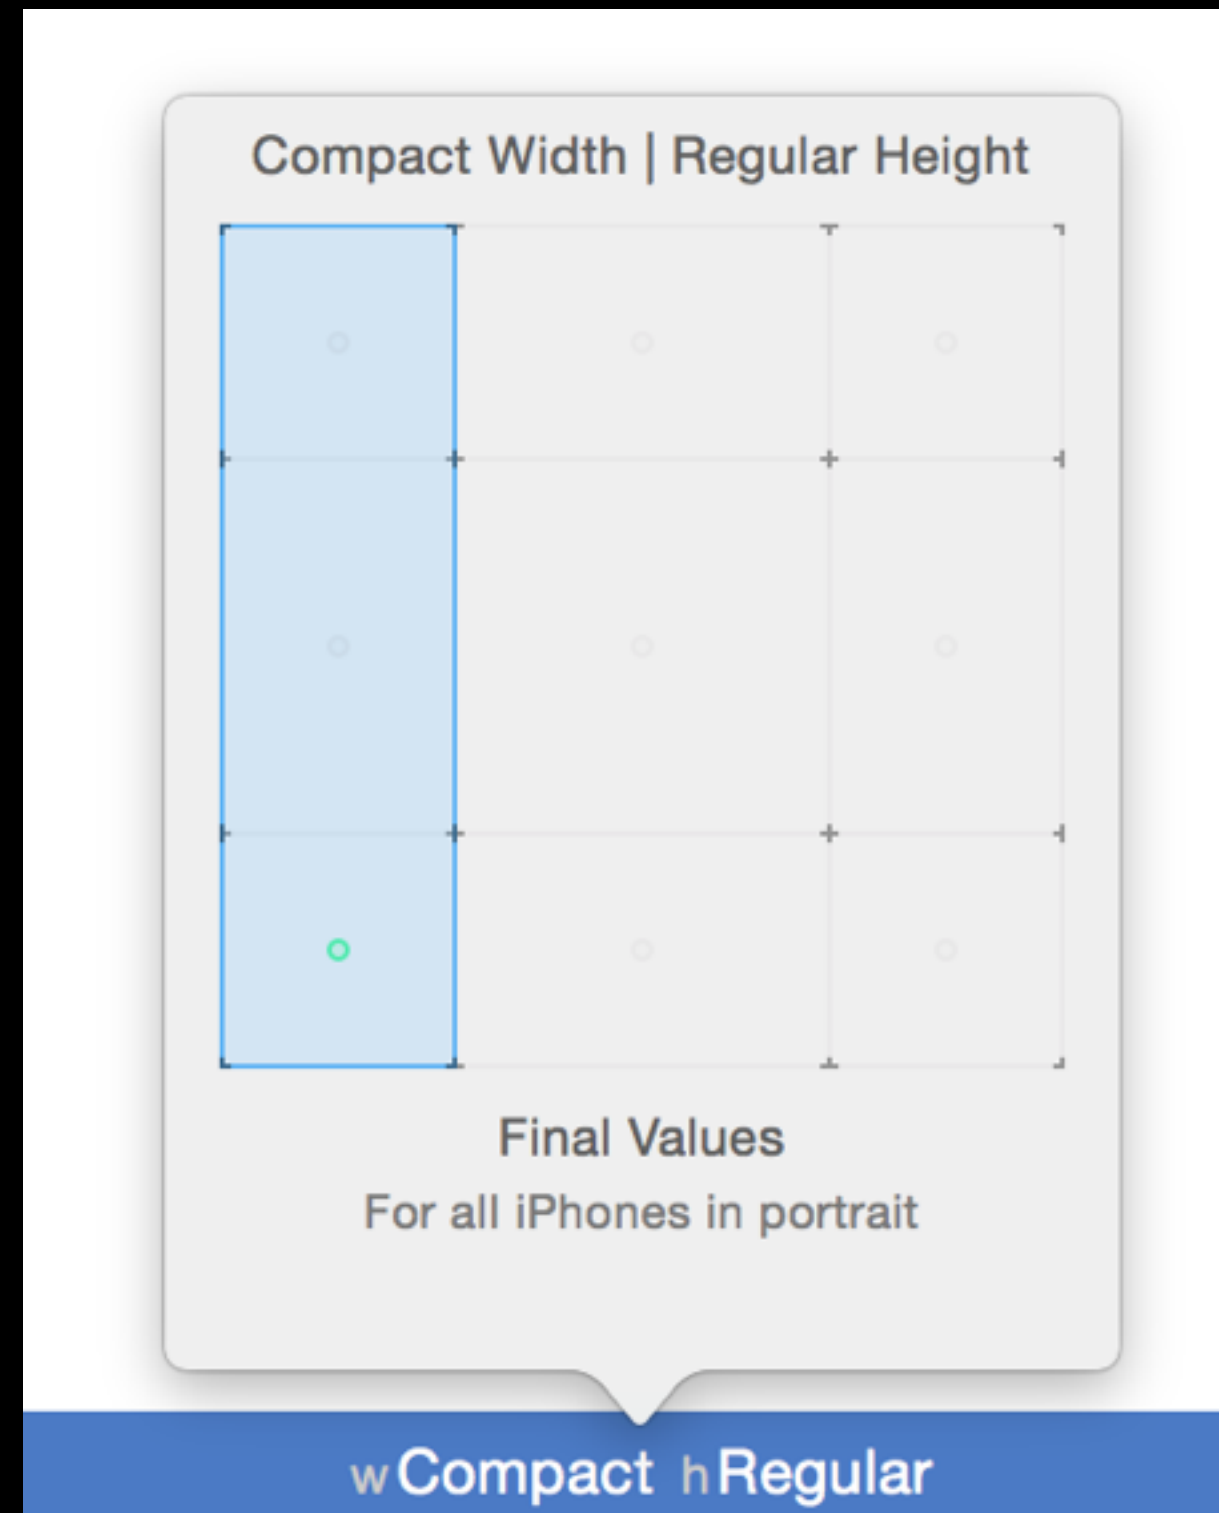 Compact Width | Regular Height
Final Values
For all iPhones in portrait
wCompact hRegular